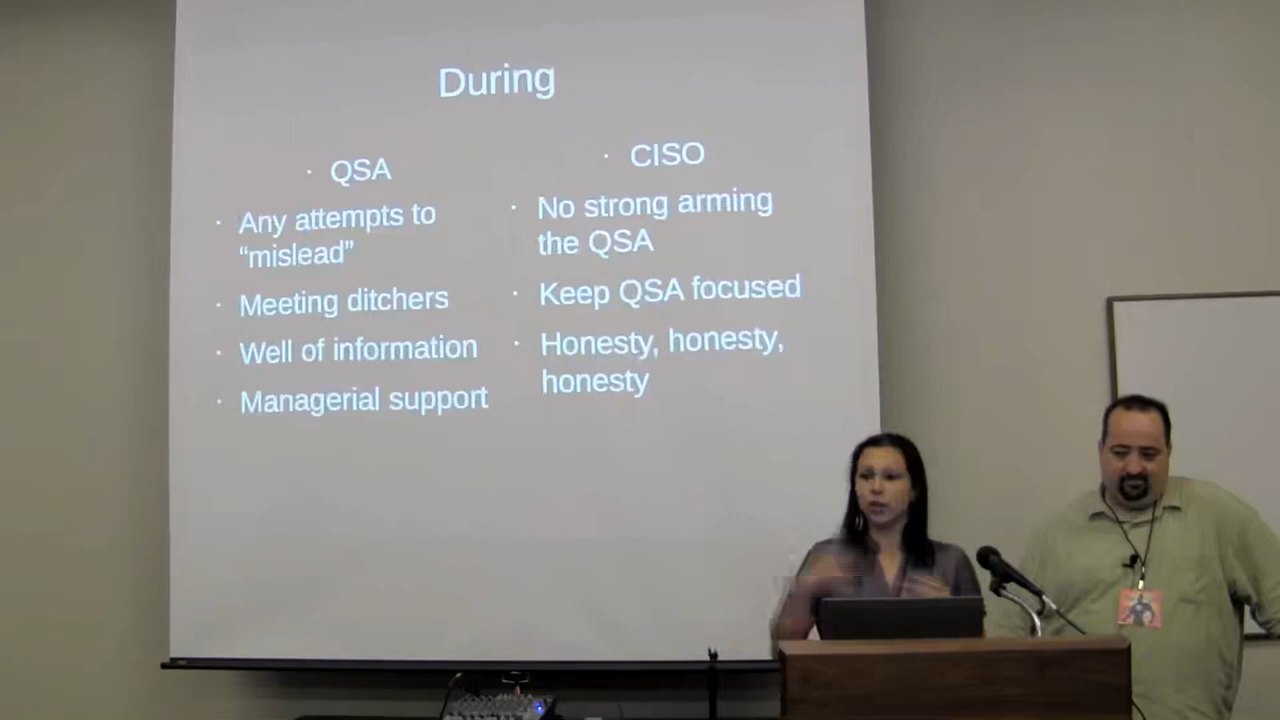 During
· QSA
· Any attempts to
“mislead”
· Meeting ditchers
· Well of information
· Managerial support
· CISO
· No strong arming
the QSA
· Keep QSA focused
· Honesty, honesty,
honesty